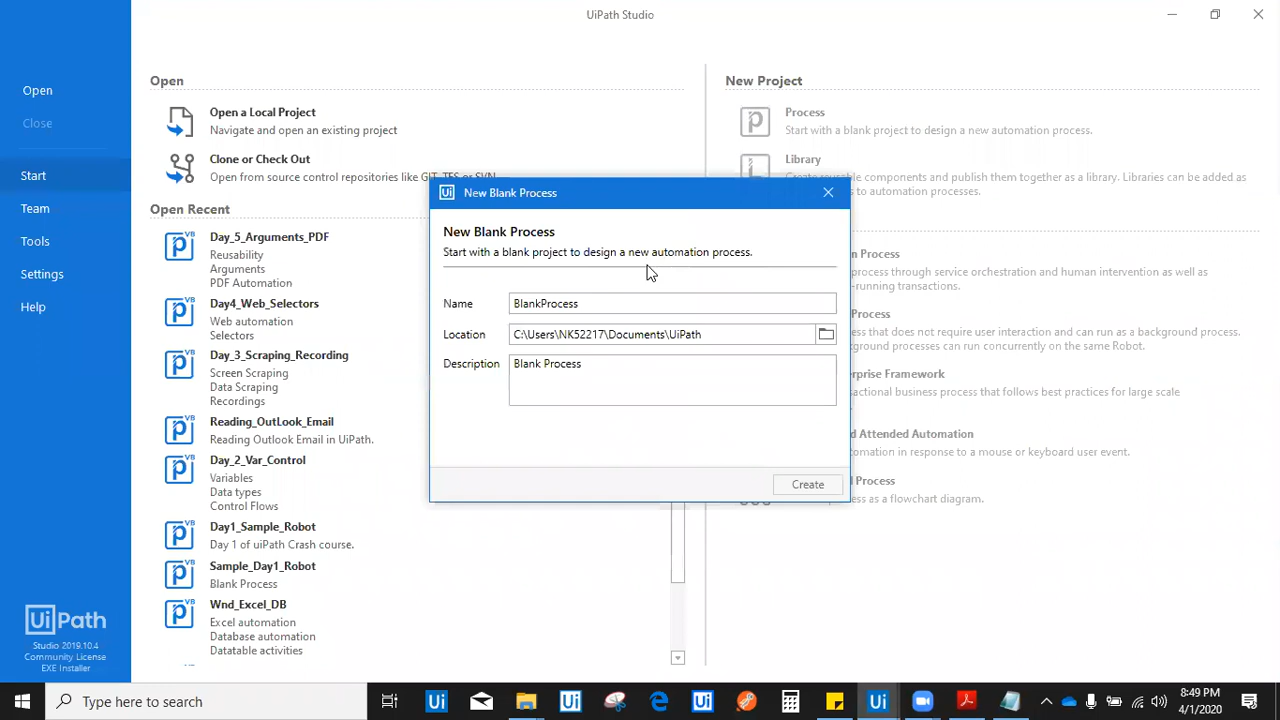 UiPath Studio
Open
Close
Start
Team
Tools
Settings
Help
UiPath
Studio 2019.10.4
Community License
EXE Installer
Open
Open a Local Project
Navigate and open an existing project
Clone or Check Out
Open from source control repositories like GIT, TFS or SVN
Open Recent
Day_5_Arguments_PDF
Reusability
Arguments
PDF Automation
Day4_Web_Selectors
Web automation
Selectors
Day_3_Scraping_Recording
Screen Scraping
Data Scraping
Recordings
Reading_OutLook_Email
Reading Outlook Email in UiPath.
Day_2_Var_Control
Variables
Data types
Control Flows
Day1_Sample_Robot
Day 1 of uiPath Crash course.
Sample_Day1_Robot
Blank Process
Wnd_Excel_DB
Excel automation
Database automation
Datatable activities
New Project
Process
Start with a blank project to design a new automation process.
Library
Create reusable components and publish them together as a library. Libraries can be added as
to automation processes.
n Process
process through service orchestration and human intervention as well as
-running transactions.
Process
ss that does not require user interaction and can run as a background process.
ground processes can run concurrently on the same Robot.
erprise Framework
sactional business process that follows best practices for large scale
d Attended Automation
omation in response to a mouse or keyboard user event.
d Process
ess as a flowchart diagram.
Ui New Blank Process
New Blank Process
Start with a blank project to design a new automation process.
Name BlankProcess
Location C:\Users\NK52217\Documents\UiPath
Description Blank Process
Create
Type here to search
8:49 PM
4/1/2020